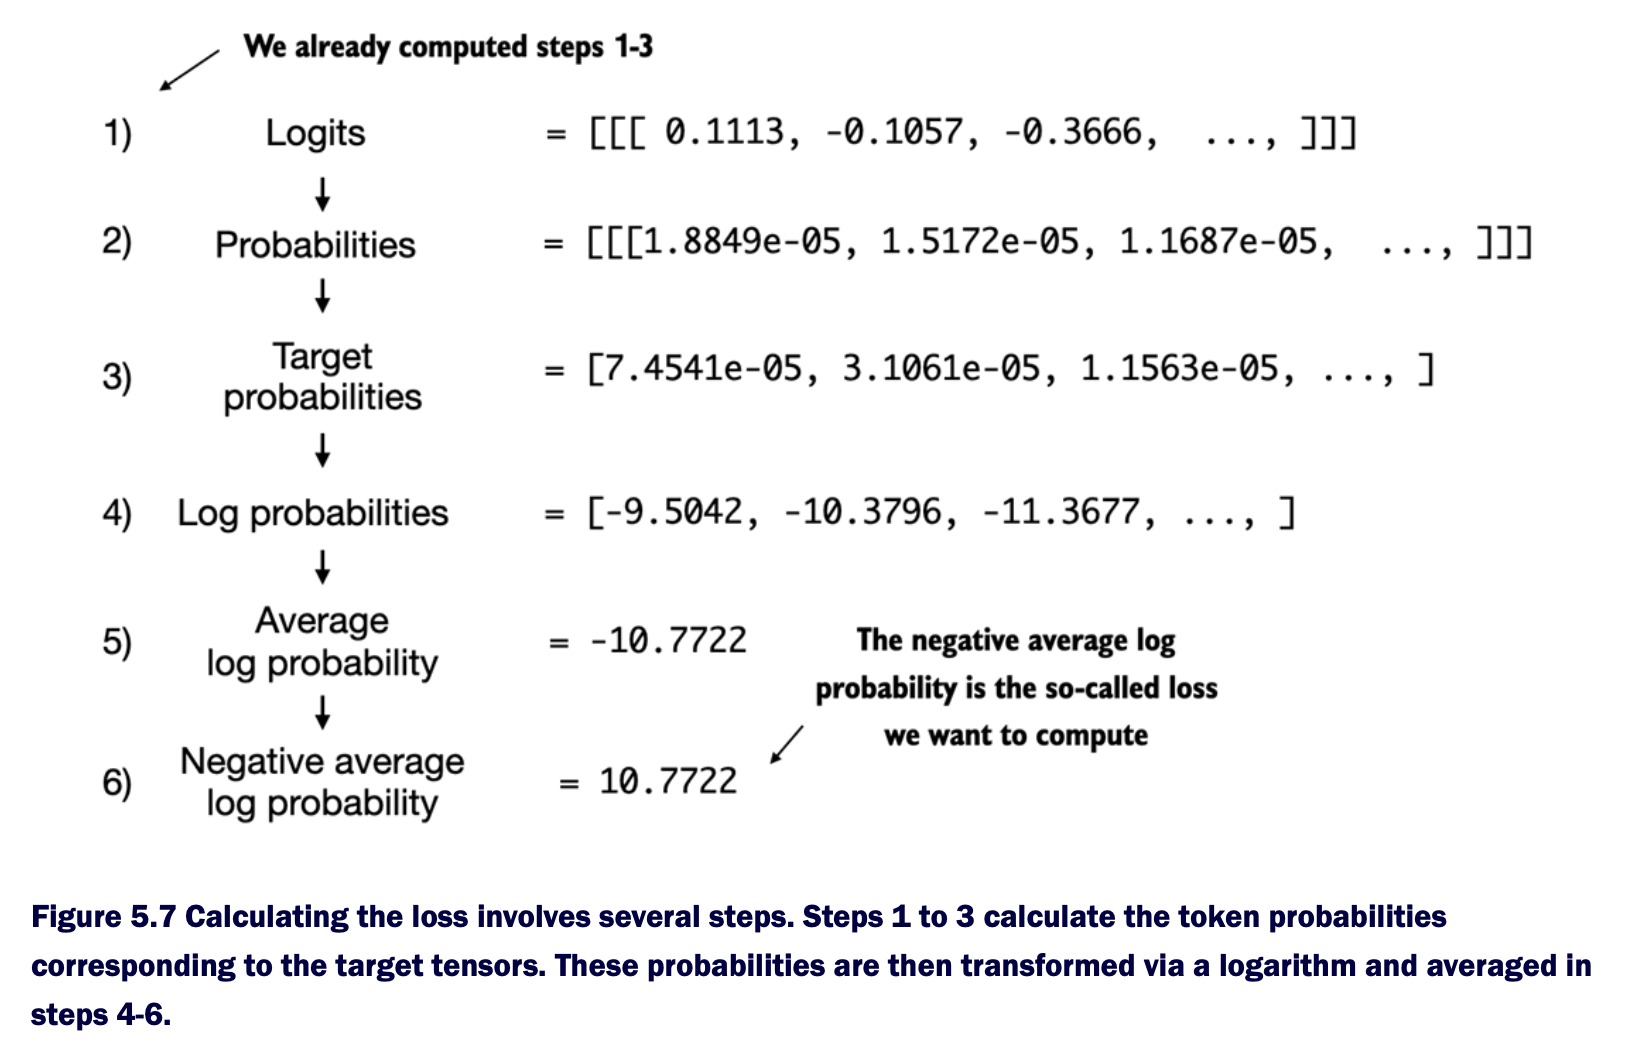 We already computed steps 1-3
1) Logits = [[[ 0.1113, -0.1057, -0.3666, ..., ]]]
2) Probabilities = [[[1.8849e-05, 1.5172e-05, 1.1687e-05, ..., ]]]
3) Target
probabilities = [7.4541e-05, 3.1061e-05, 1.1563e-05, ..., ]
4) Log probabilities = [-9.5042, -10.3796, -11.3677, ..., ]
5) Average
log probability = -10.7722
The negative average log
probability is the so-called loss
we want to compute
6) Negative average
log probability = 10.7722
Figure 5.7 Calculating the loss involves several steps. Steps 1 to 3 calculate the token probabilities
corresponding to the target tensors. These probabilities are then transformed via a logarithm and averaged in
steps 4-6.